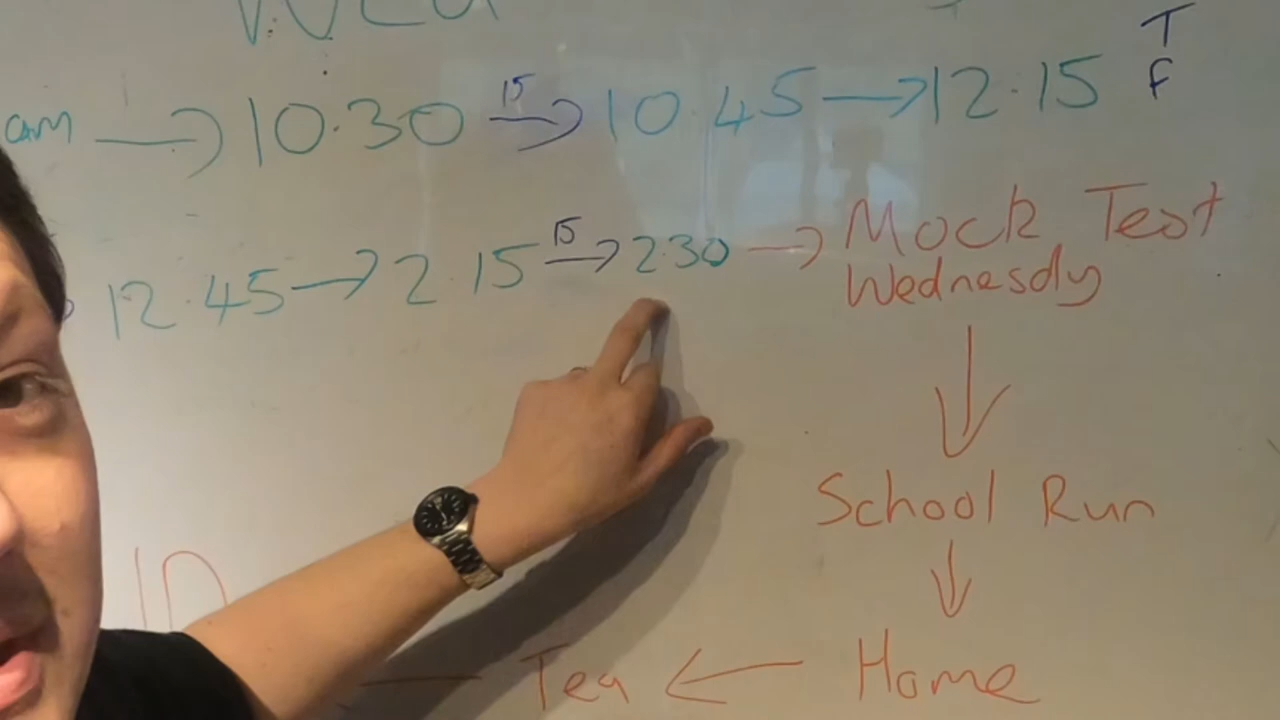 Wed
T
am → 10.30 15→ 10.45 → 12.15 F
12.45 → 2.15 15→ 2.30 → Mock Test
Wednesdy
School Run
Tea ← Home